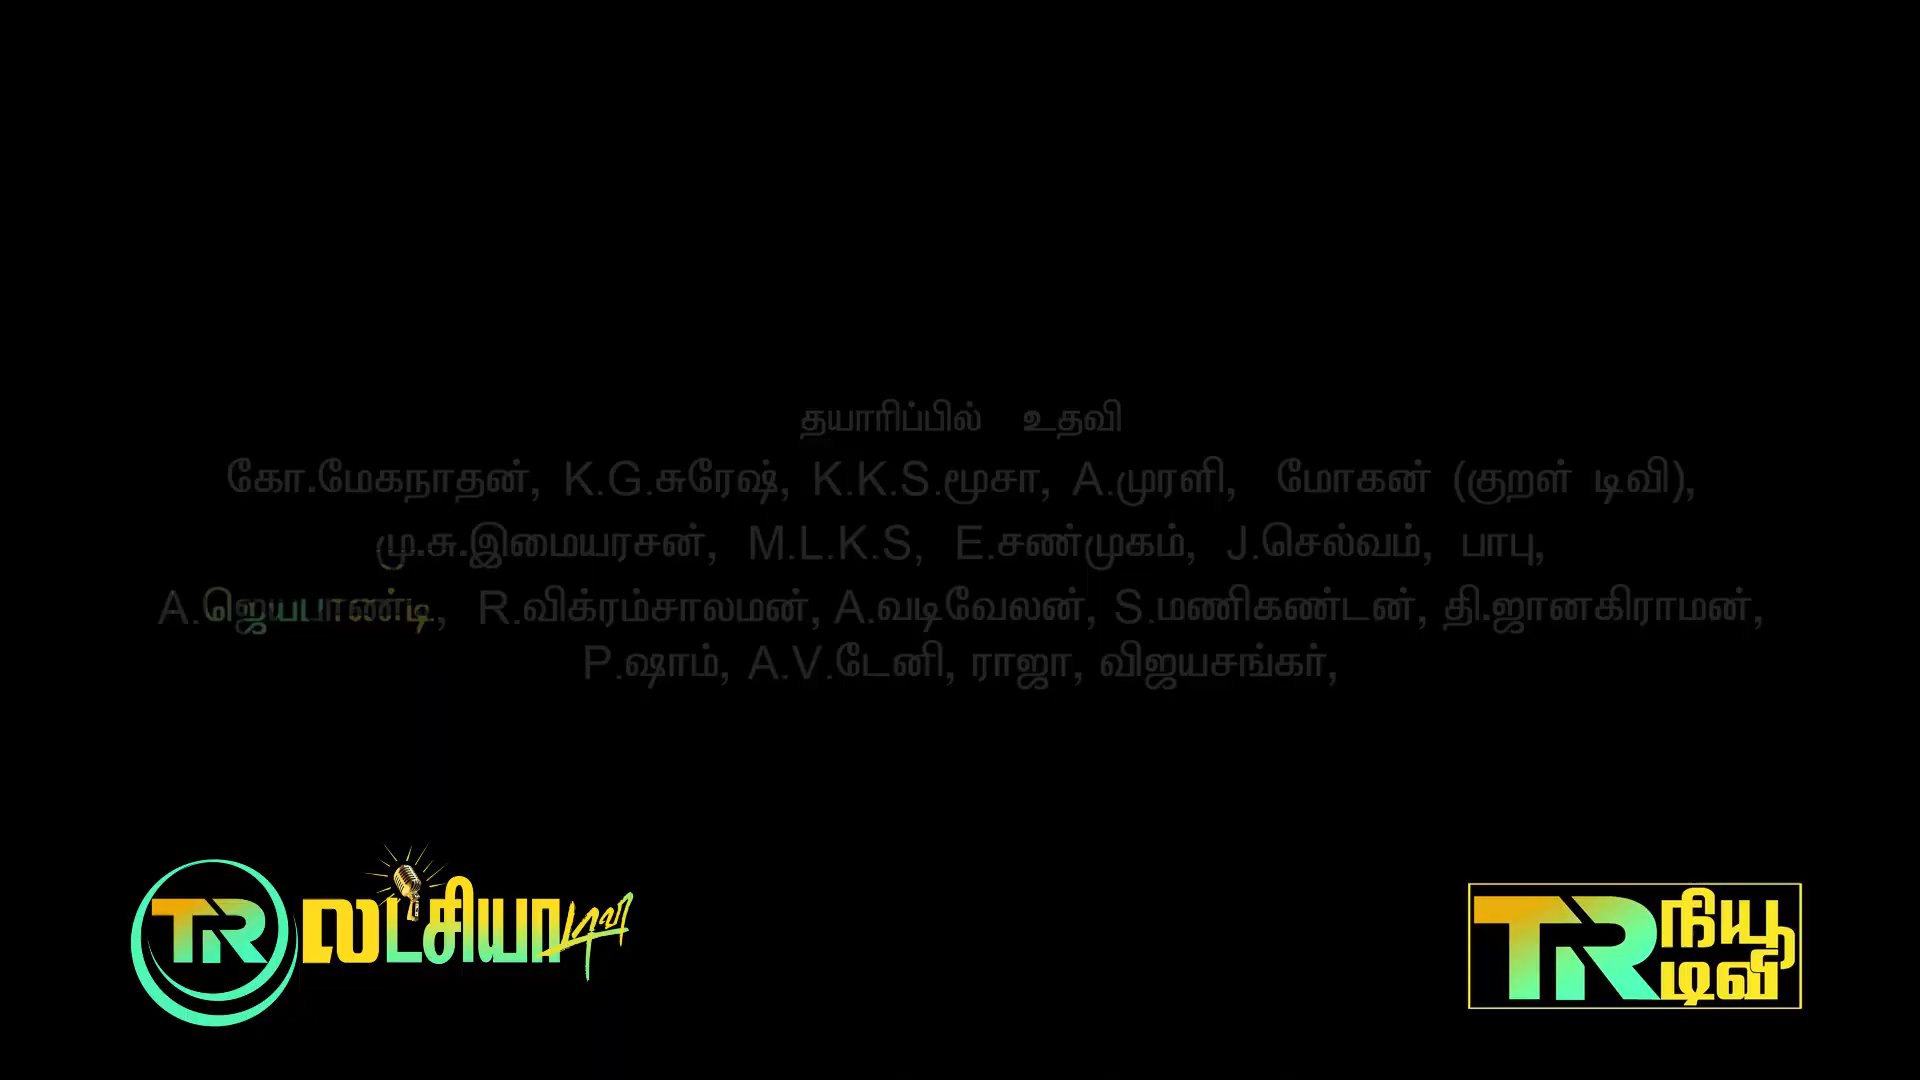 தயாரிப்பில் உதவி
கோ.மேகநாதன், K.G.சுரேஷ், K.K.S.மூசா, A.முரளி, மோகன் (குறள் டிவி),
மு.சு.இமையரசன், M.L.K.S, E.சண்முகம், J.செல்வம், பாபு,
A.ஜெயபாண்டி, R.விக்ரம்சாலமன், A.வடிவேலன், S.மணிகண்டன், தி.ஜானகிராமன்,
P.ஷாம், A.V.டேனி, ராஜா, விஜயசங்கர்,
TR லட்சியா டிவி
TR நியூ டிவி